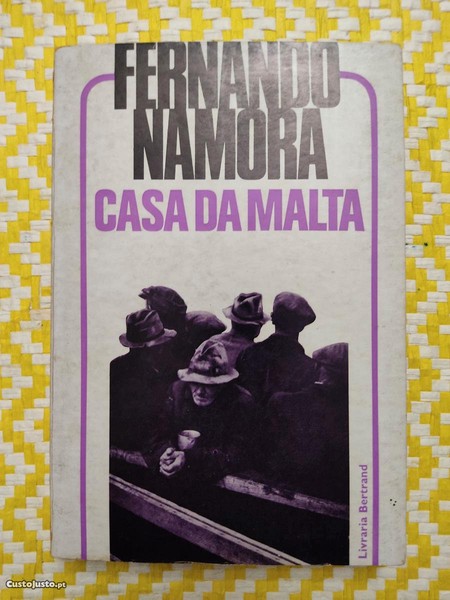 FERNANDO
NAMORA
CASA DA MALTA
Livraria Bertrand
Custojusto.pt